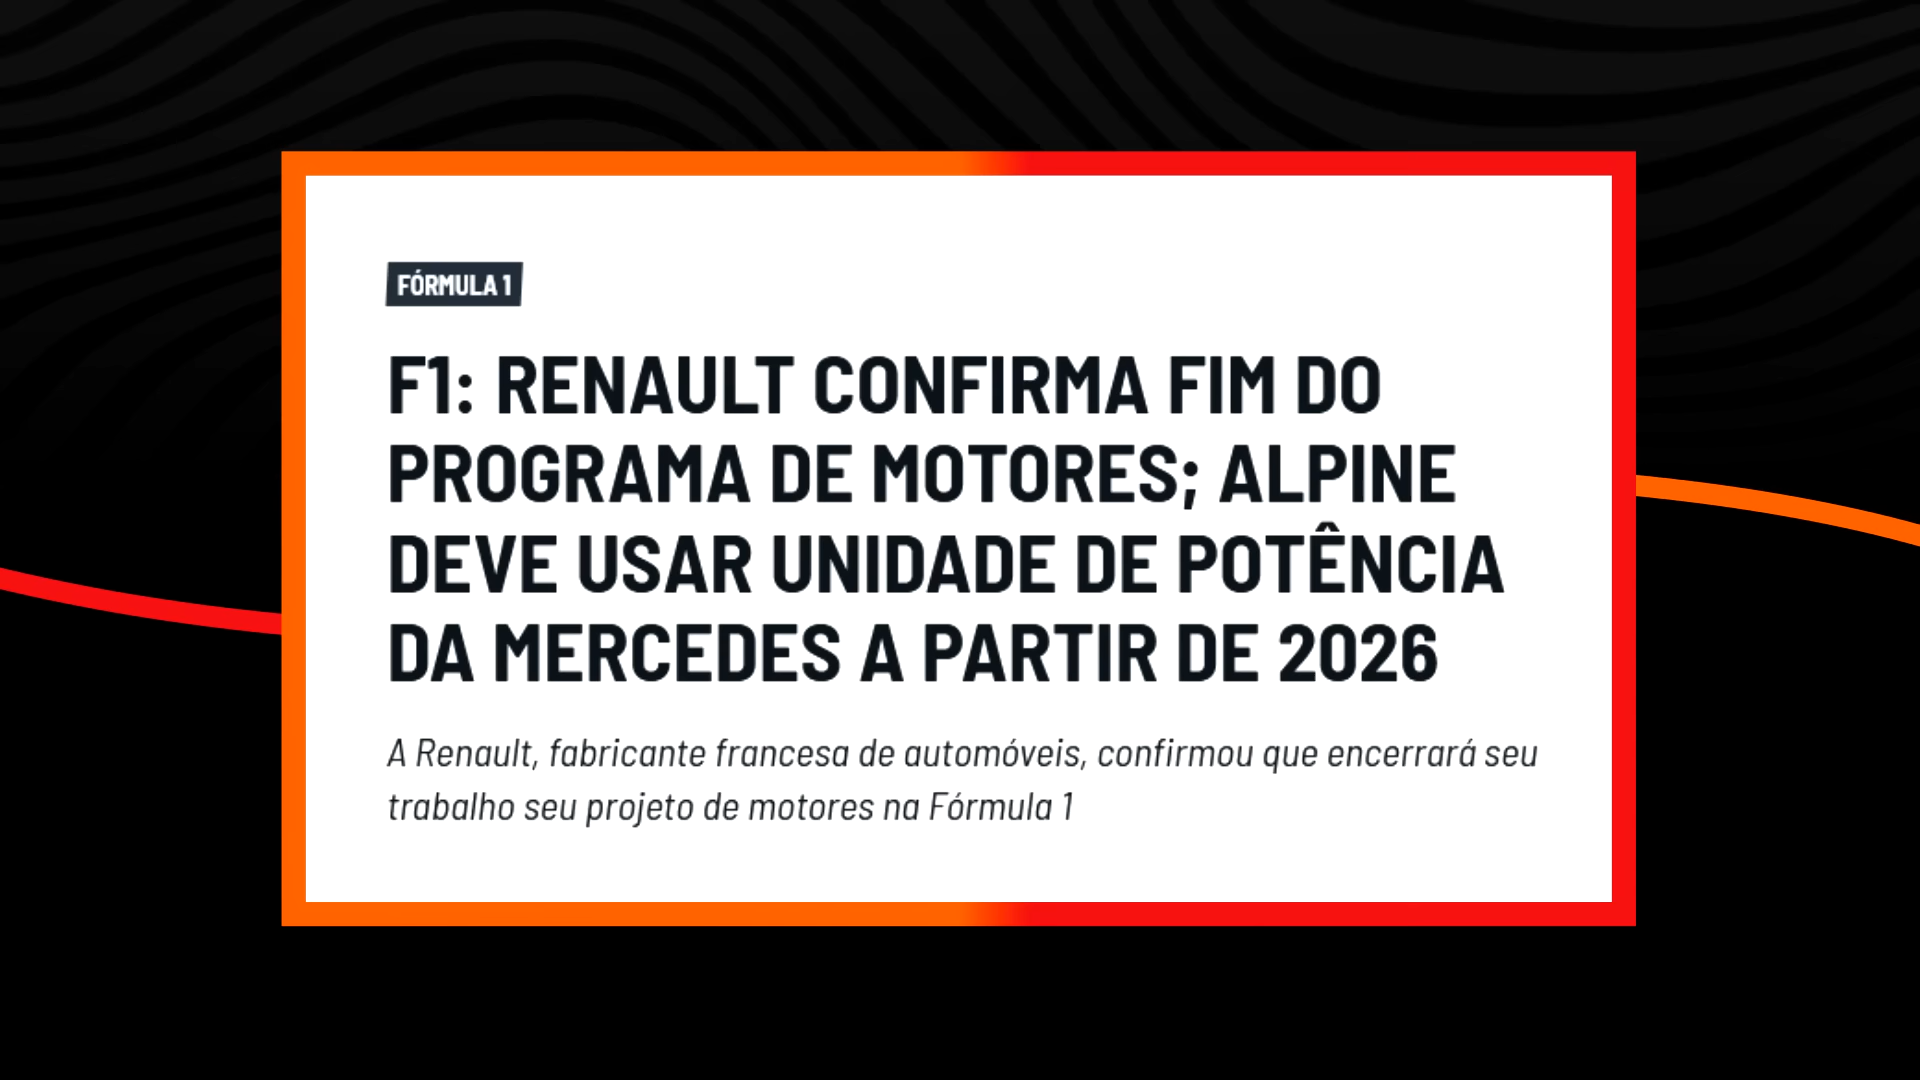 FÓRMULA 1
F1: RENAULT CONFIRMA FIM DO
PROGRAMA DE MOTORES; ALPINE
DEVE USAR UNIDADE DE POTÊNCIA
DA MERCEDES A PARTIR DE 2026
A Renault, fabricante francesa de automóveis, confirmou que encerrará seu
trabalho seu projeto de motores na Fórmula 1